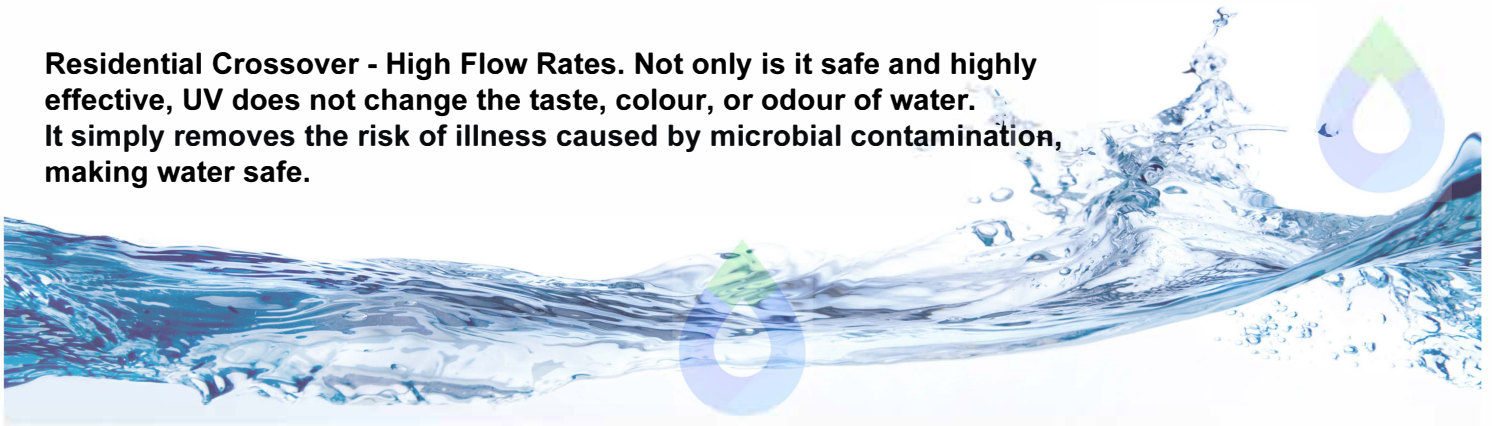 Residential Crossover - High Flow Rates. Not only is it safe and highly
effective, UV does not change the taste, colour, or odour of water.
It simply removes the risk of illness caused by microbial contamination,
making water safe.